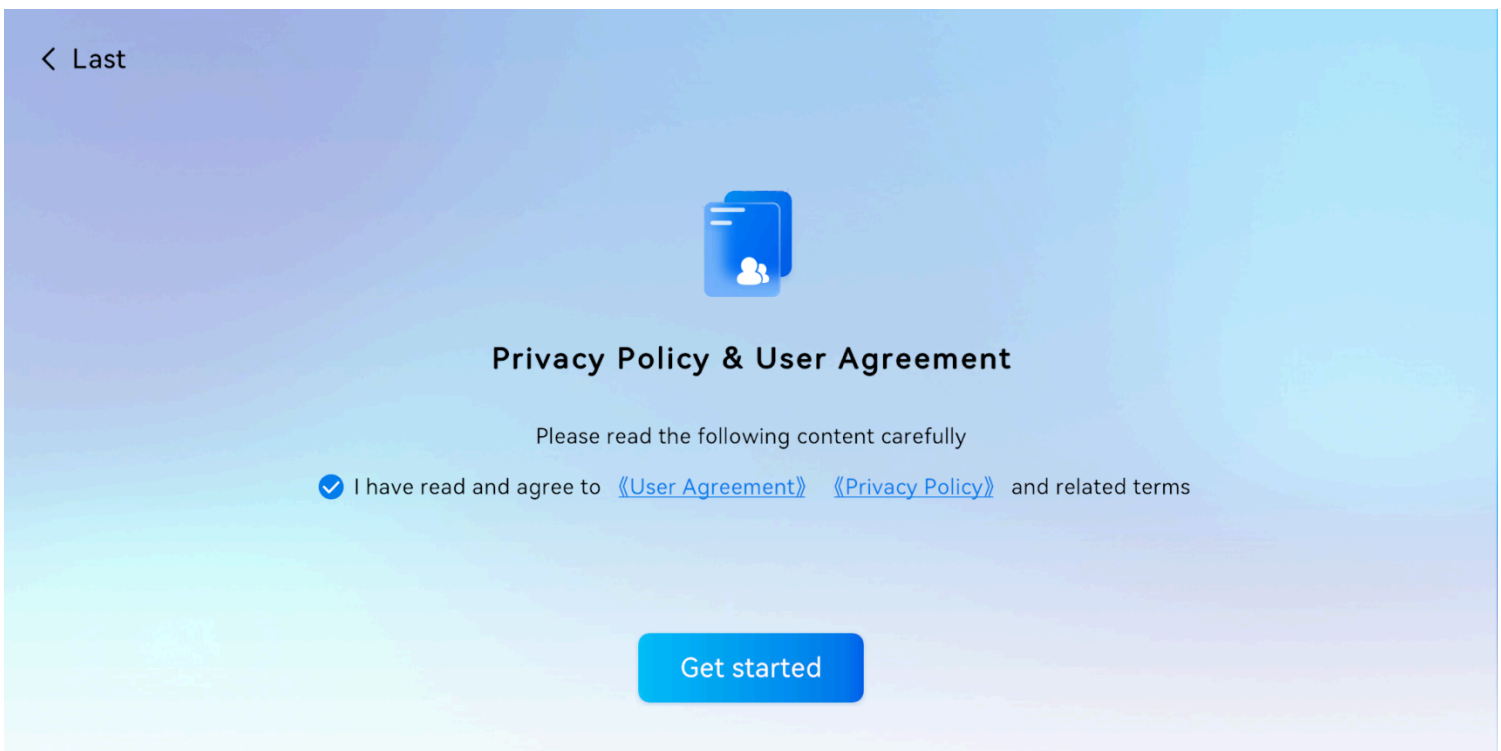 Last
Privacy Policy & User Agreement
Please read the following content carefully
I have read and agree to 《User Agreement》 《Privacy Policy》 and related terms
Get started